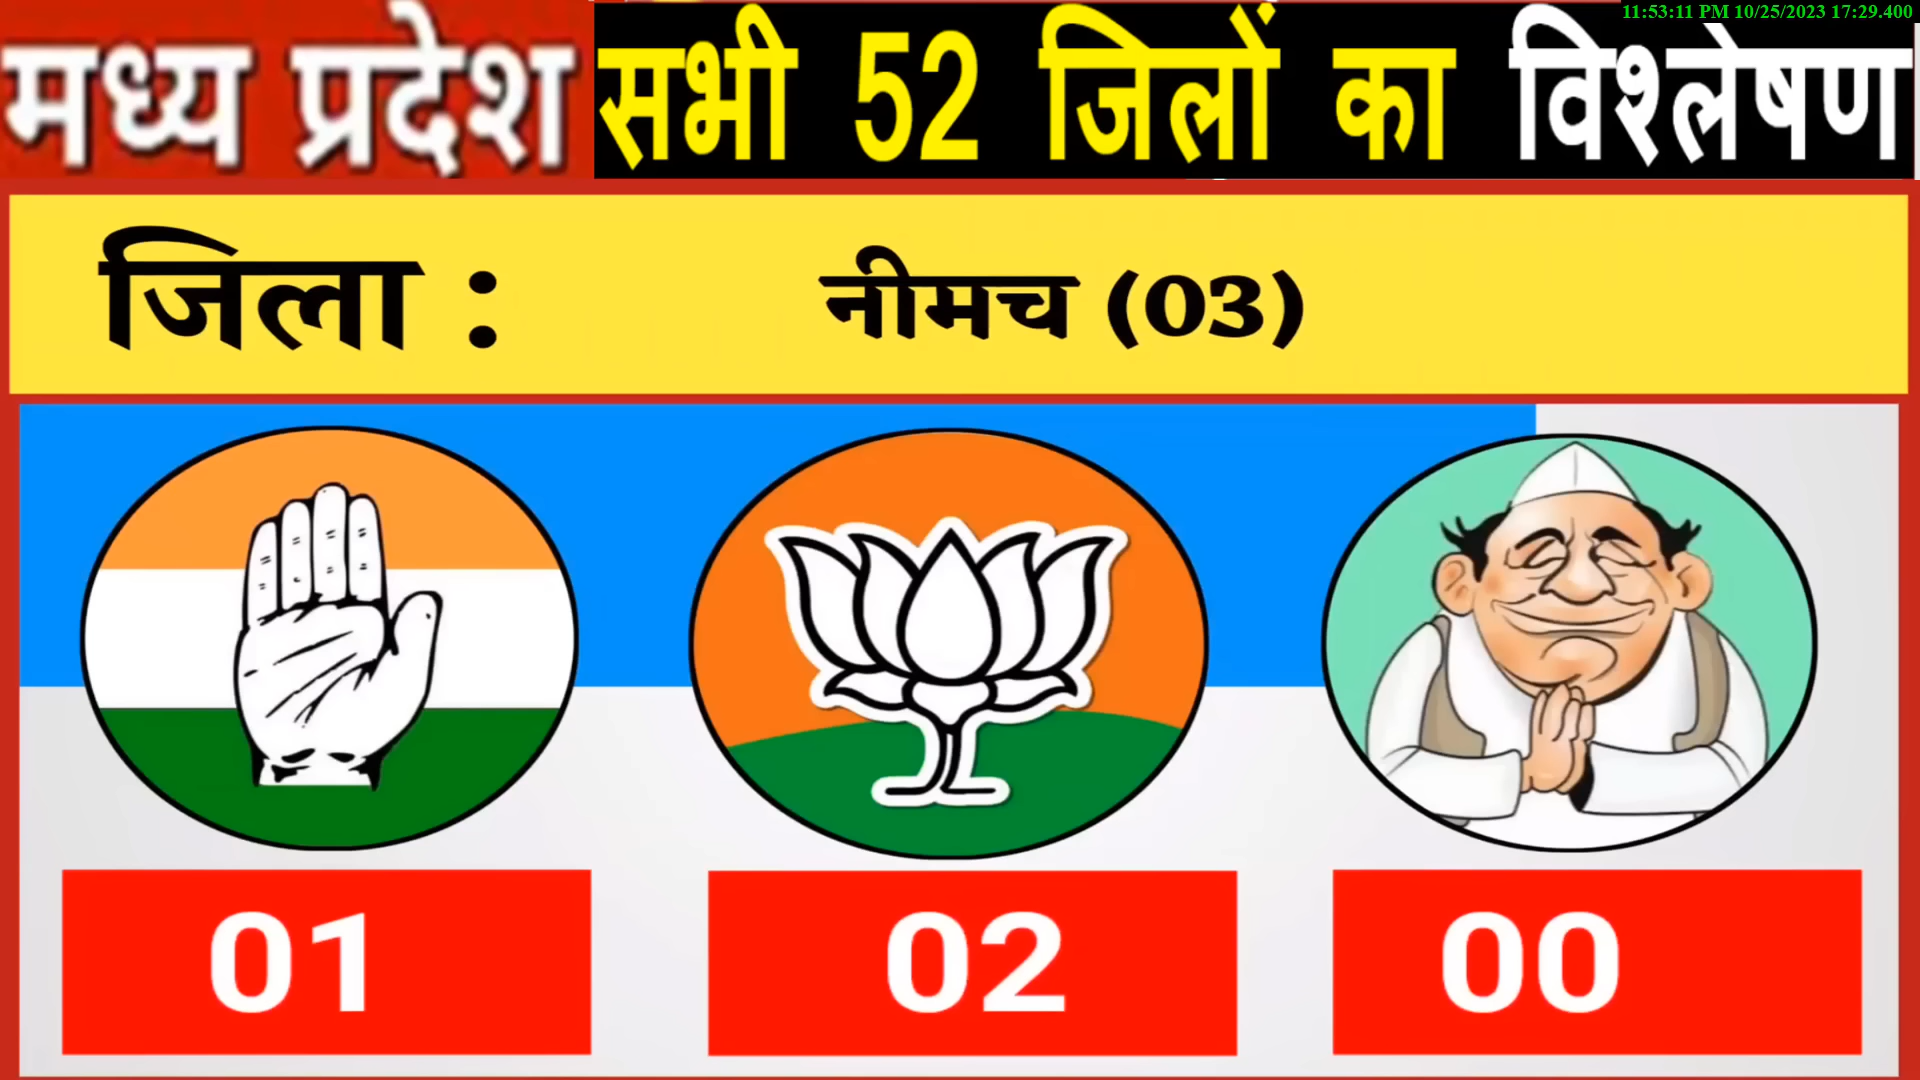 11:53:11 PM 10/25/2023 17:29.400
मध्य प्रदेश सभी 52 जिलों का विश्लेषण
जिला : नीमच (03)
01 02 00